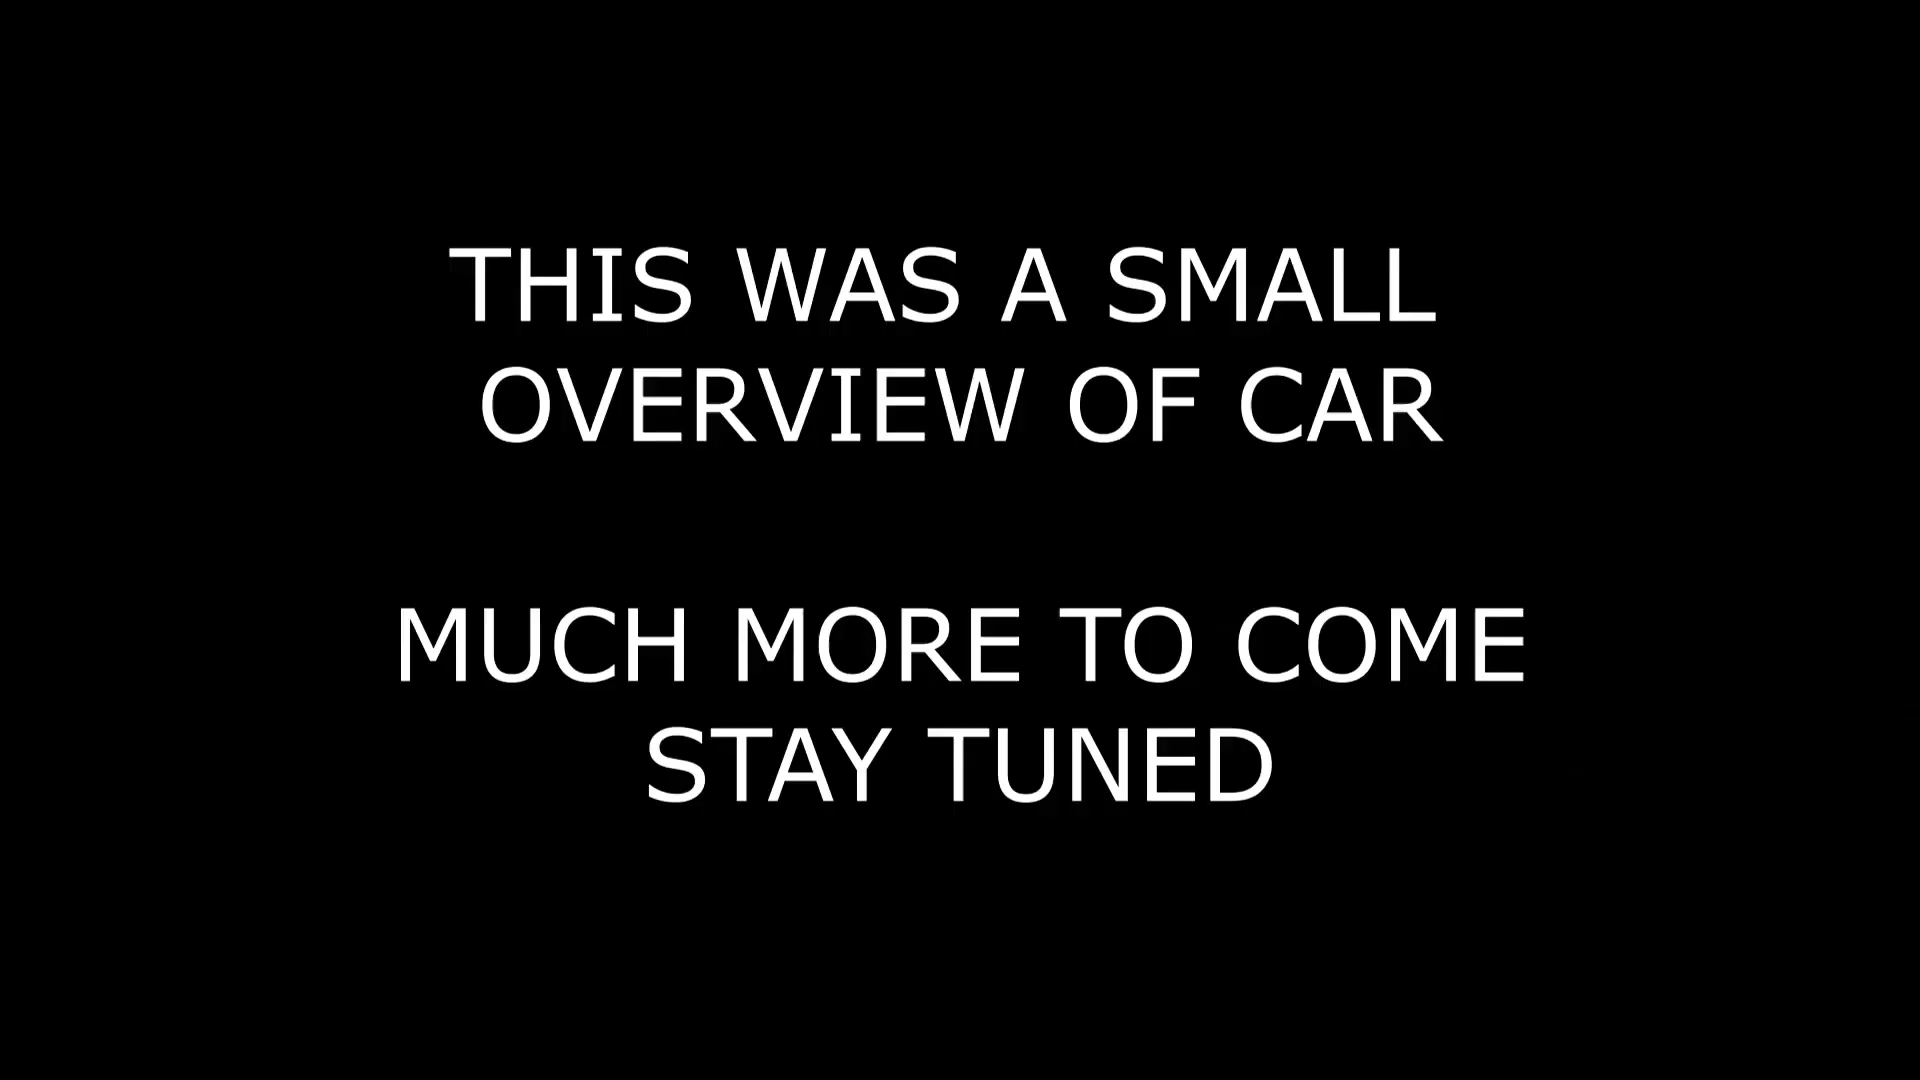 THIS WAS A SMALL
OVERVIEW OF CAR
MUCH MORE TO COME
STAY TUNED